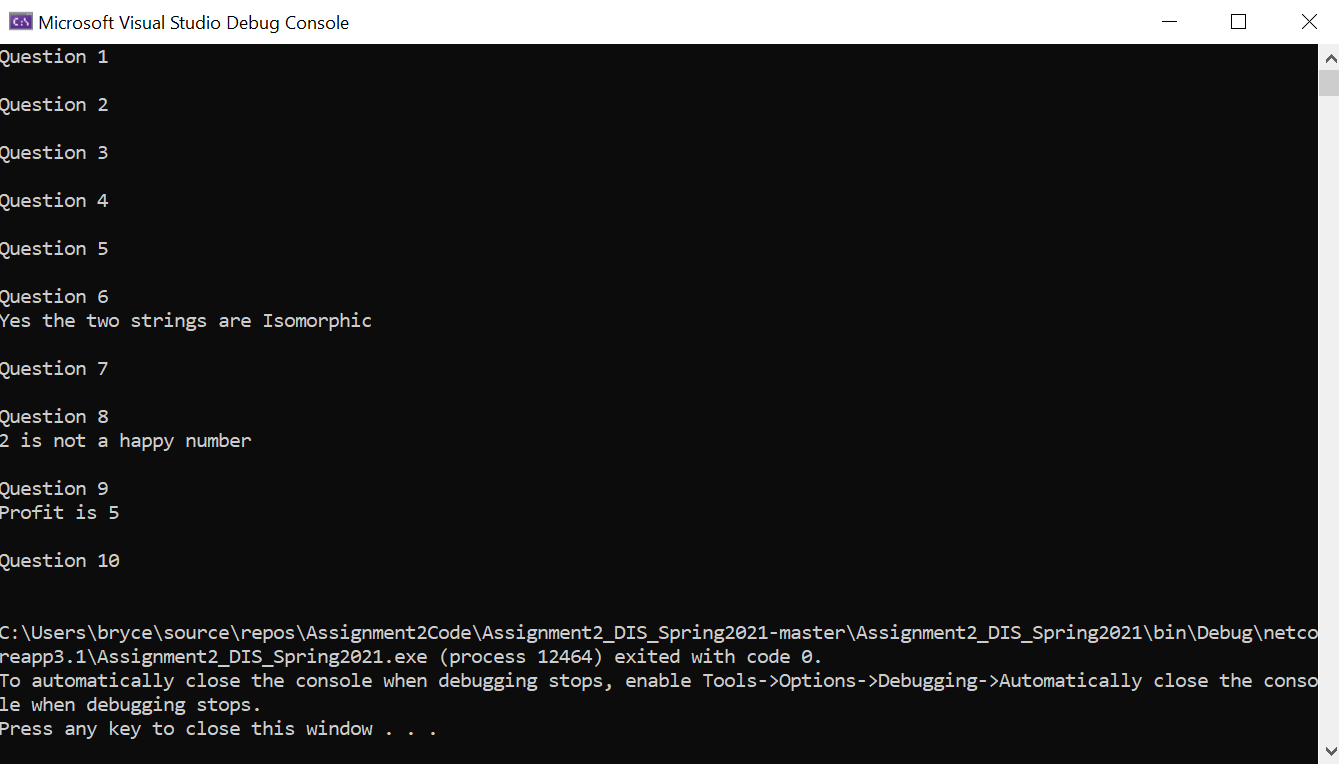 Microsoft Visual Studio Debug Console
Question 1
Question 2
Question 3
Question 4
Question 5
Question 6
Yes the two strings are Isomorphic
Question 7
Question 8
2 is not a happy number
Question 9
Profit is 5
Question 10
C:\Users\bryce\source\repos\Assignment2Code\Assignment2_DIS_Spring2021-master\Assignment2_DIS_Spring2021\bin\Debug\netco
reapp3.1\Assignment2_DIS_Spring2021.exe (process 12464) exited with code 0.
To automatically close the console when debugging stops, enable Tools->Options->Debugging->Automatically close the conso
le when debugging stops.
Press any key to close this window . . .